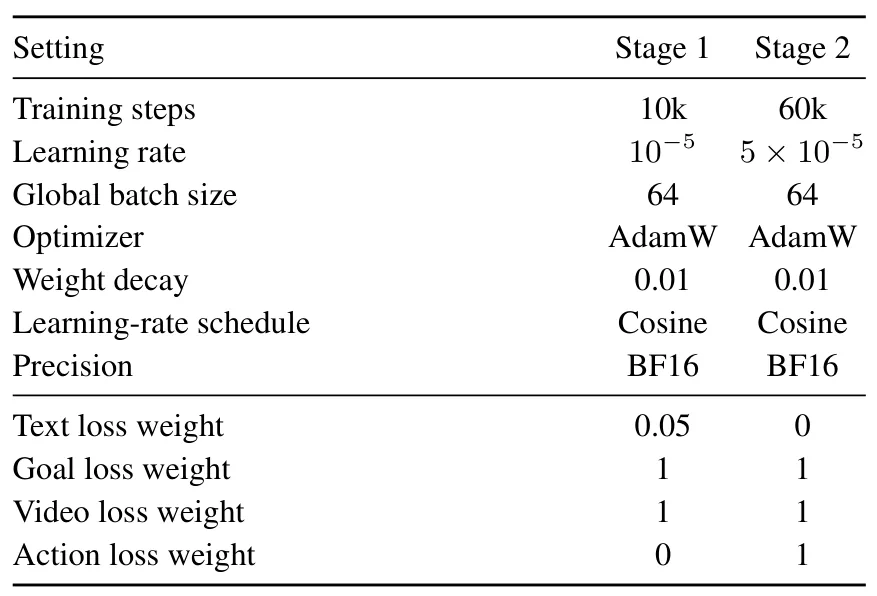 Setting Stage 1 Stage 2
Training steps 10k 60k
Learning rate 10⁻⁵ 5 × 10⁻⁵
Global batch size 64 64
Optimizer AdamW AdamW
Weight decay 0.01 0.01
Learning-rate schedule Cosine Cosine
Precision BF16 BF16
Text loss weight 0.05 0
Goal loss weight 1 1
Video loss weight 1 1
Action loss weight 0 1